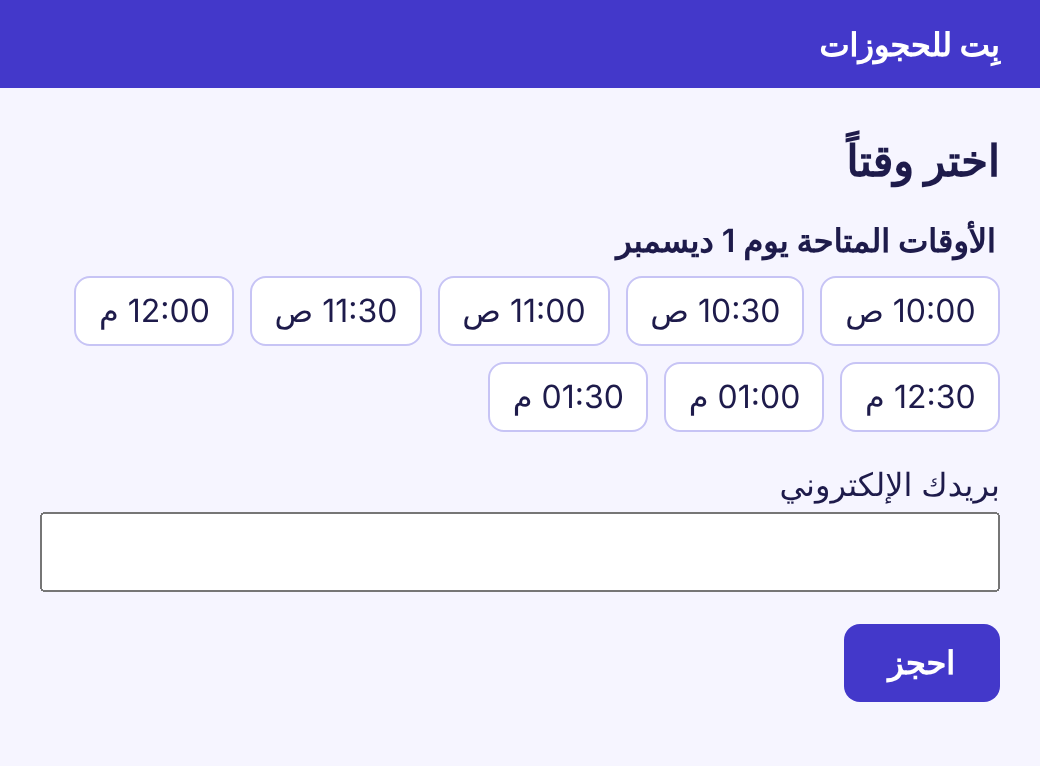 بِت للحجوزات
اختر وقتاً
الأوقات المتاحة يوم 1 ديسمبر
10:00 ص 10:30 ص 11:00 ص 11:30 ص 12:00 م
12:30 م 01:00 م 01:30 م
بريدك الإلكتروني
احجز